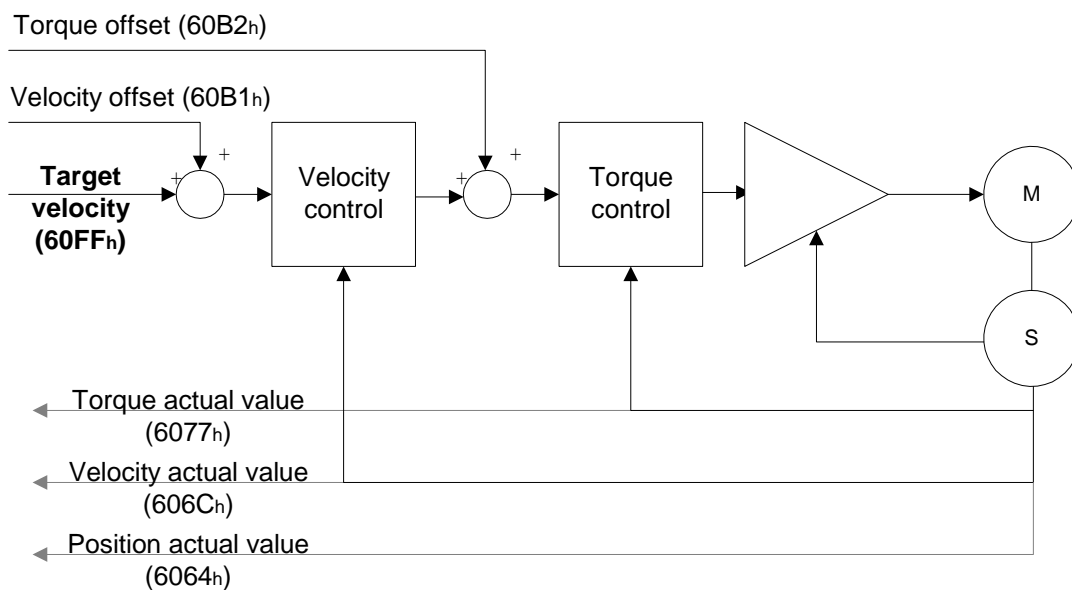 Torque offset (60B2h)
Velocity offset (60B1h)
+
+
Target
velocity
(60FFh)
Velocity
control
+
+
Torque
control
M
S
Torque actual value
(6077h)
Velocity actual value
(606Ch)
Position actual value
(6064h)